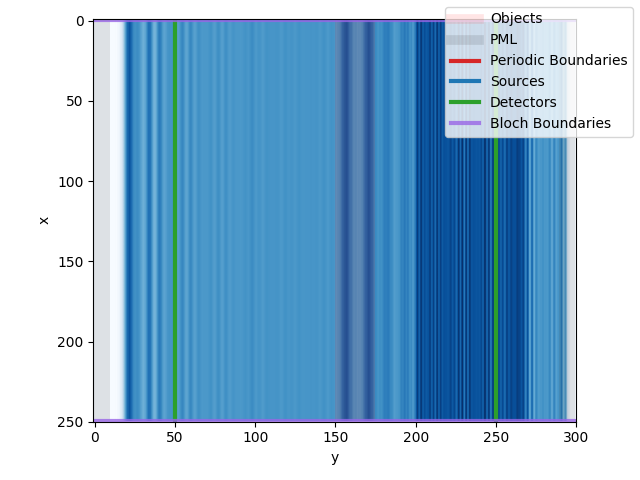 Objects
PML
Periodic Boundaries
Sources
Detectors
Bloch Boundaries
0
50
100
150
200
250
x
0
50
100
150
200
250
300
y